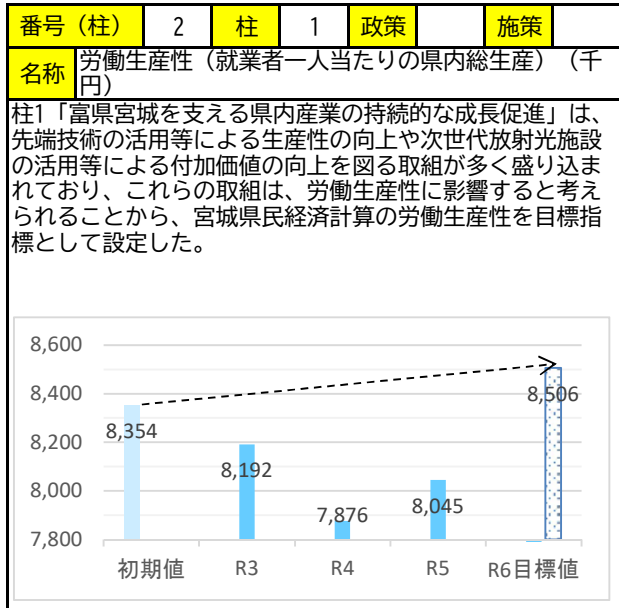 番号（柱） 2 柱 1 政策 施策
名称 労働生産性（就業者一人当たりの県内総生産）（千
円）
柱1「富県宮城を支える県内産業の持続的な成長促進」は、
先端技術の活用等による生産性の向上や次世代放射光施設
の活用等による付加価値の向上を図る取組が多く盛り込ま
れており、これらの取組は、労働生産性に影響すると考え
られることから、宮城県民経済計算の労働生産性を目標指
標として設定した。
8,600
8,400
8,200
8,000
7,800
8,354
8,192
7,876
8,045
8,506
初期値 R3 R4 R5 R6目標値